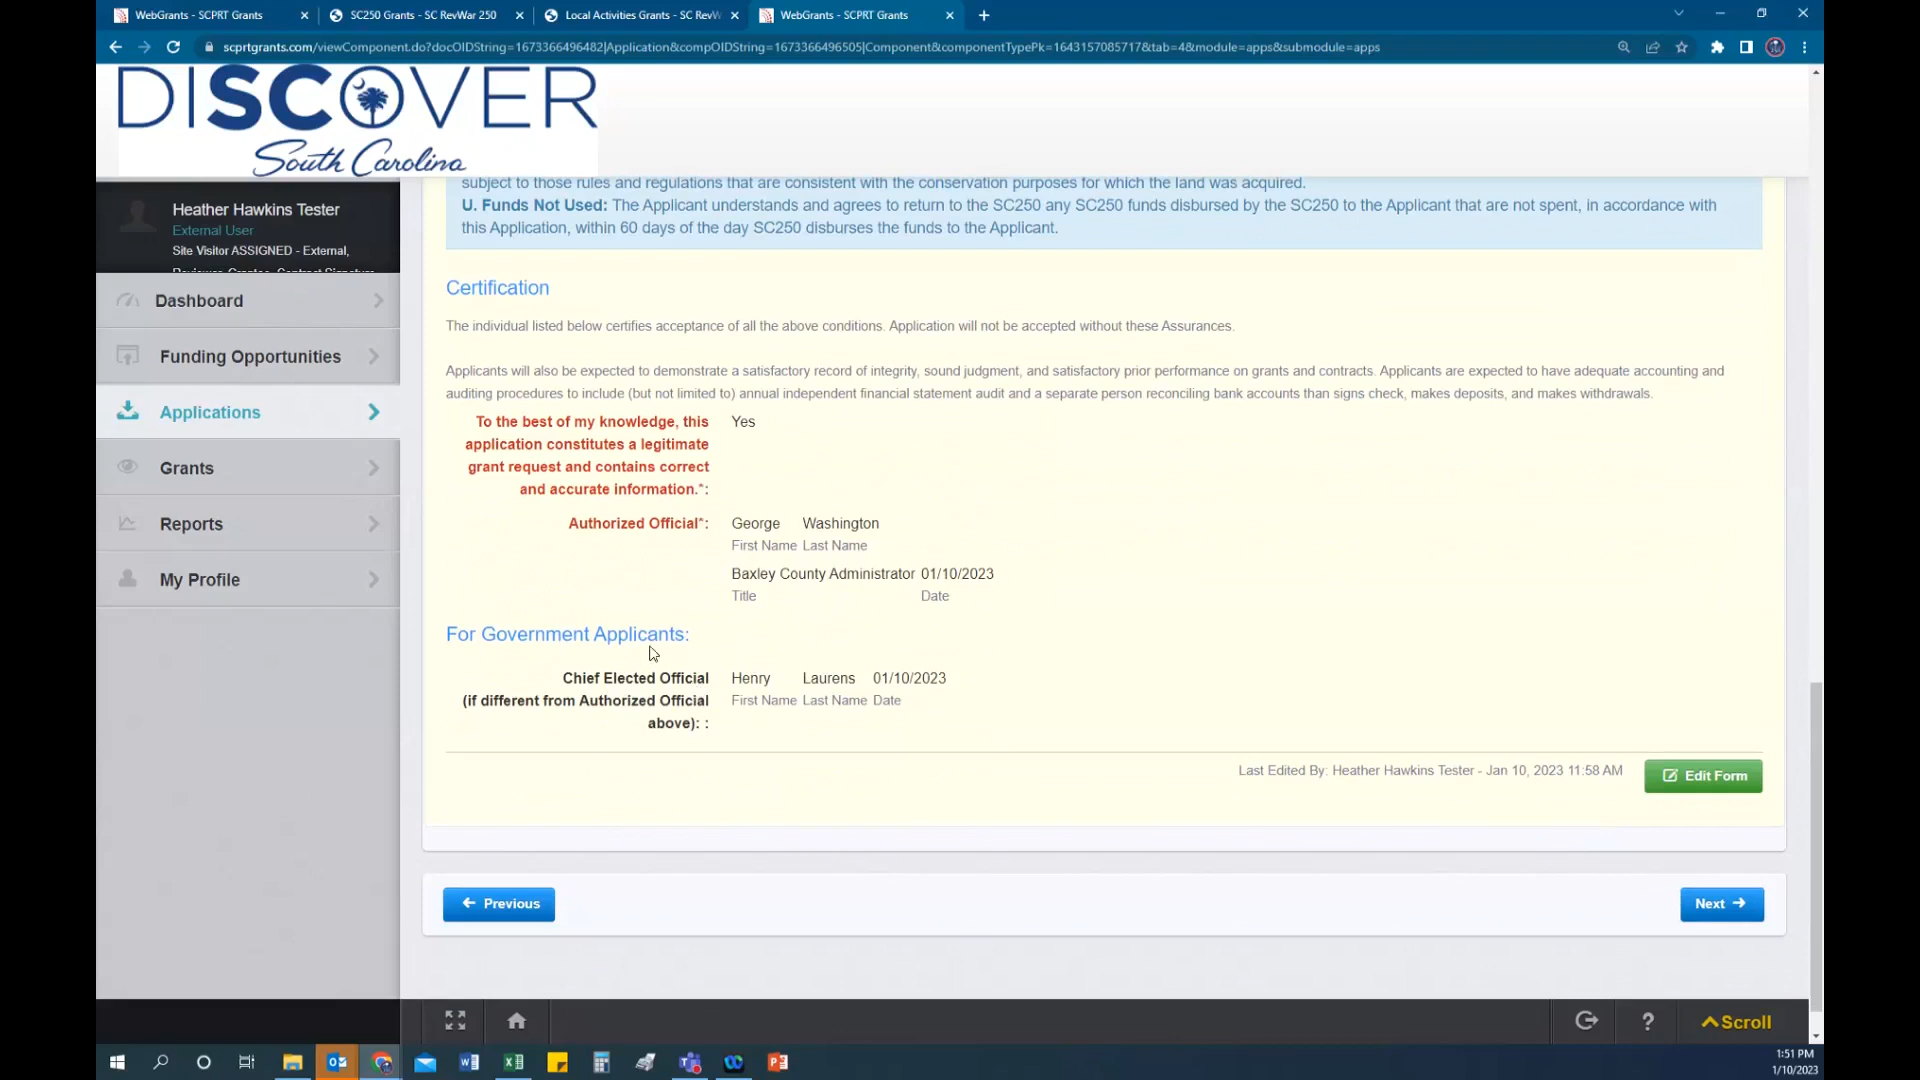 WebGrants - SCPRT Grants
SC250 Grants - SC RevWar 250
Local Activities Grants - SC RevW
WebGrants - SCPRT Grants
scprtgrants.com/viewComponent.do?docOIDString=1673366496482|Application&compOIDString=1673366496505|Component&componentTypePk=1643157085717&tab=4&module=apps&submodule=apps
DISCOVER
South Carolina
Heather Hawkins Tester
External User
Site Visitor ASSIGNED - External,
Reviewer, Grantee, Contract Signature
Dashboard
Funding Opportunities
Applications
Grants
Reports
My Profile
subject to those rules and regulations that are consistent with the conservation purposes for which the land was acquired.
U. Funds Not Used: The Applicant understands and agrees to return to the SC250 any SC250 funds disbursed by the SC250 to the Applicant that are not spent, in accordance with
this Application, within 60 days of the day SC250 disburses the funds to the Applicant.
Certification
The individual listed below certifies acceptance of all the above conditions. Application will not be accepted without these Assurances.
Applicants will also be expected to demonstrate a satisfactory record of integrity, sound judgment, and satisfactory prior performance on grants and contracts. Applicants are expected to have adequate accounting and
auditing procedures to include (but not limited to) annual independent financial statement audit and a separate person reconciling bank accounts than signs check, makes deposits, and makes withdrawals.
To the best of my knowledge, this Yes
application constitutes a legitimate
grant request and contains correct
and accurate information.*:
Authorized Official*: George Washington
First Name Last Name
Baxley County Administrator 01/10/2023
Title Date
For Government Applicants:
Chief Elected Official Henry Laurens 01/10/2023
(if different from Authorized Official First Name Last Name Date
above): :
Last Edited By: Heather Hawkins Tester - Jan 10, 2023 11:58 AM
Edit Form
Previous
Next
Scroll
1:51 PM
1/10/2023